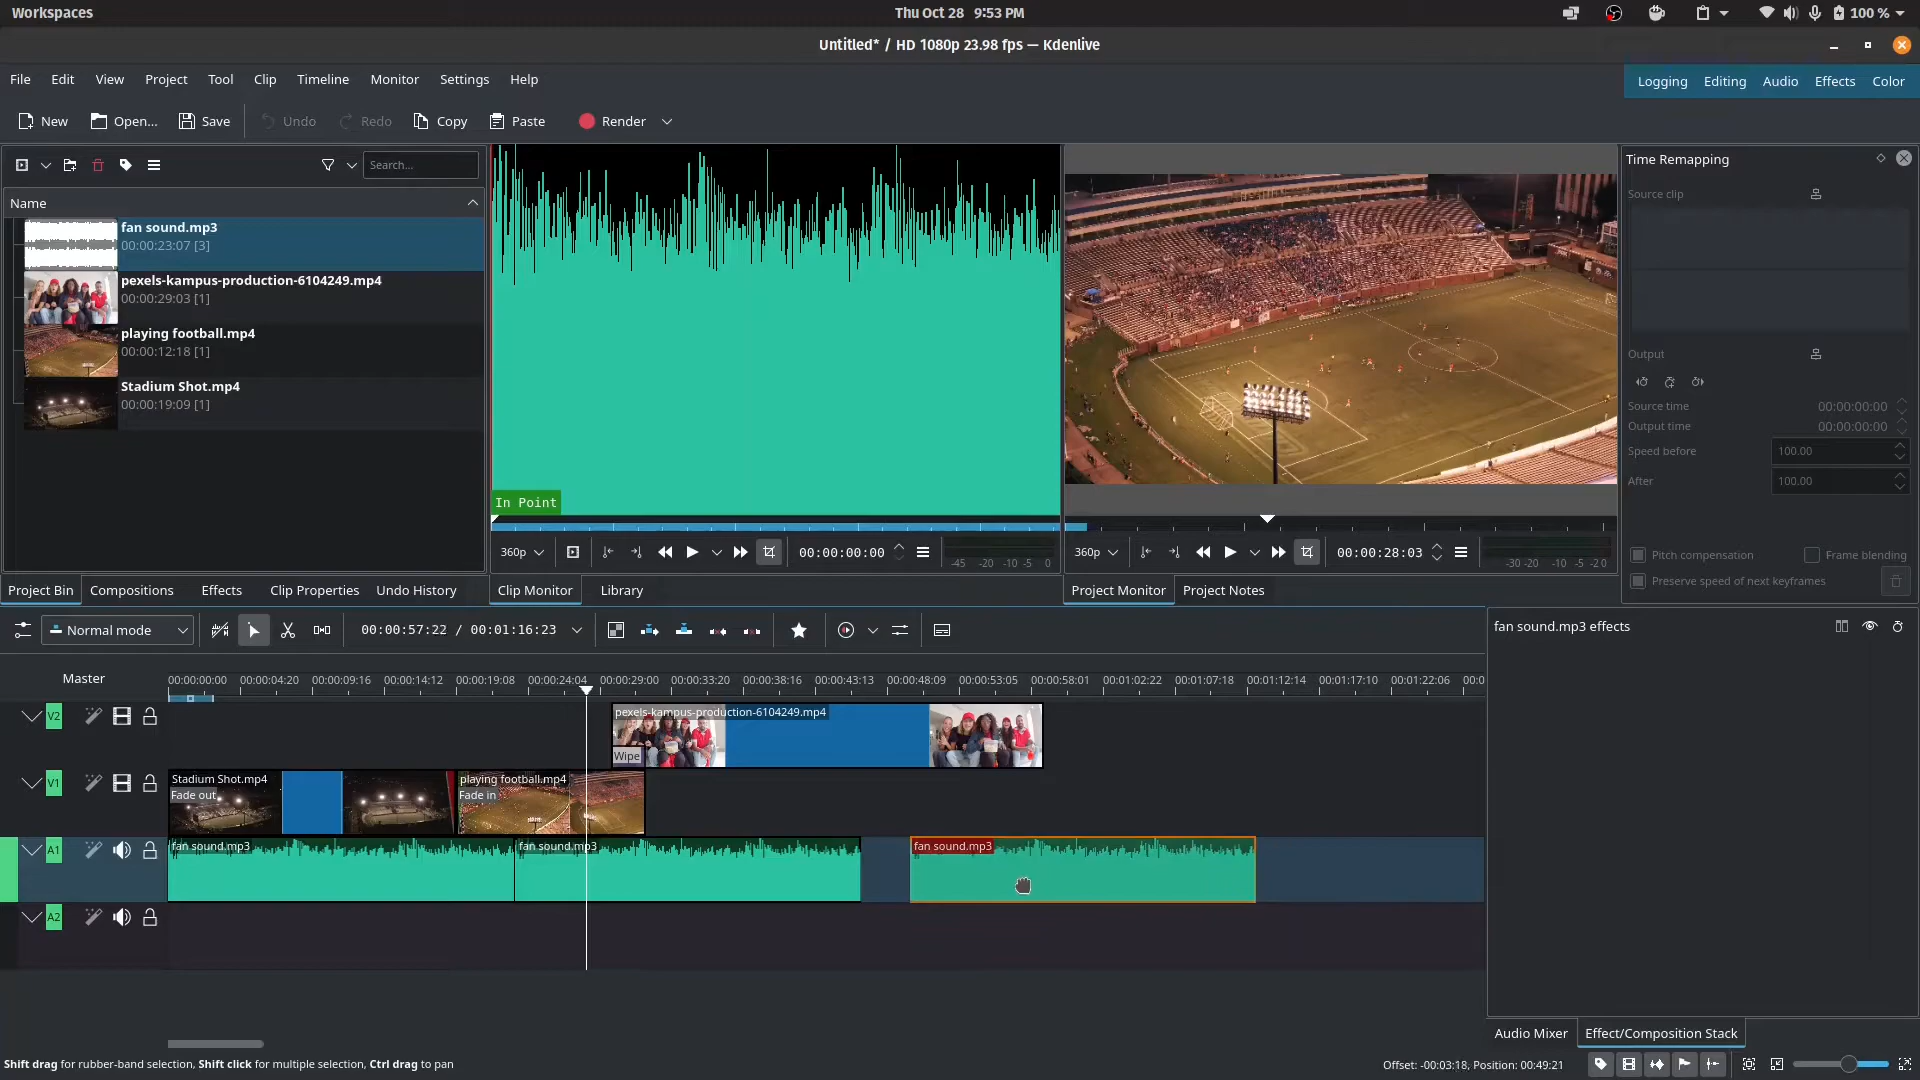 Workspaces
Thu Oct 28 9:53 PM
100 %
Untitled* / HD 1080p 23.98 fps — Kdenlive
File Edit View Project Tool Clip Timeline Monitor Settings Help
Logging Editing Audio Effects Color
New Open... Save Undo Redo Copy Paste Render
Search...
Name
fan sound.mp3
00:00:23:07 [3]
pexels-kampus-production-6104249.mp4
00:00:29:03 [1]
playing football.mp4
00:00:12:18 [1]
Stadium Shot.mp4
00:00:19:09 [1]
In Point
360p
00:00:00:00
-45 -20 -10 -5 0
360p
00:00:28:03
-30 -20 -10 -5 -2 0
Time Remapping
Source clip
Output
Source time 00:00:00:00
Output time 00:00:00:00
Speed before 100.00
After 100.00
Pitch compensation Frame blending
Preserve speed of next keyframes
Project Bin Compositions Effects Clip Properties Undo History
Clip Monitor Library
Project Monitor Project Notes
Normal mode
00:00:57:22 / 00:01:16:23
fan sound.mp3 effects
Master
00:00:00:00 00:00:04:20 00:00:09:16 00:00:14:12 00:00:19:08 00:00:24:04 00:00:29:00 00:00:33:20 00:00:38:16 00:00:43:13 00:00:48:09 00:00:53:05 00:00:58:01 00:01:02:22 00:01:07:18 00:01:12:14 00:01:17:10 00:01:22:06 00:0
V2
pexels-kampus-production-6104249.mp4
Wipe
V1
Stadium Shot.mp4
Fade out
playing football.mp4
Fade in
A1
fan sound.mp3
fan sound.mp3
fan sound.mp3
A2
Audio Mixer Effect/Composition Stack
Shift drag for rubber-band selection, Shift click for multiple selection, Ctrl drag to pan
Offset: -00:03:18, Position: 00:49:21